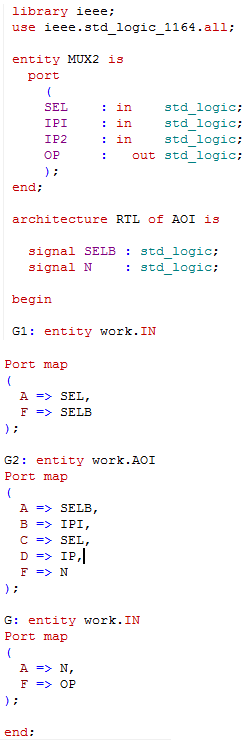 library ieee;
use ieee.std_logic_1164.all;
entity MUX2 is
port
(
SEL : in std_logic;
IPI : in std_logic;
IP2 : in std_logic;
OP : out std_logic;
);
end;
architecture RTL of AOI is
signal SELB : std_logic;
signal N : std_logic;
begin
G1: entity work.IN
Port map
(
A => SEL,
F => SELB
);
G2: entity work.AOI
Port map
(
A => SELB,
B => IPI,
C => SEL,
D => IP,
F => N
);
G: entity work.IN
Port map
(
A => N,
F => OP
);
end;